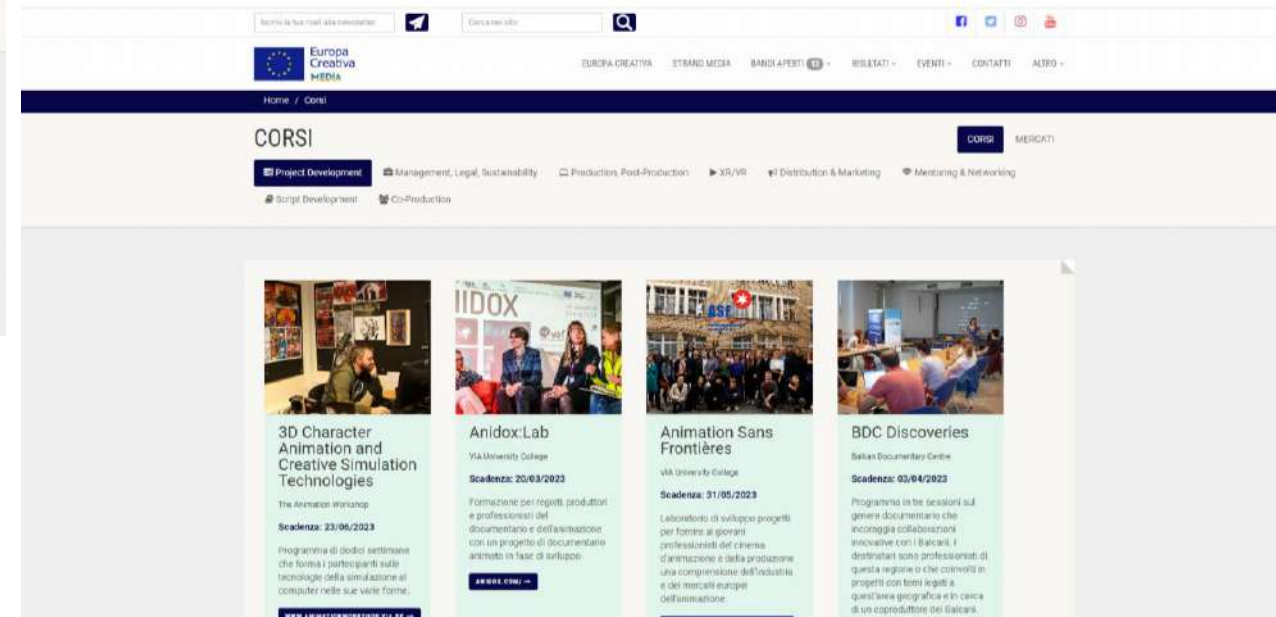 Iscrivi la tua mail alla newsletter
Cerca nel sito
Europa
Creativa
MEDIA
EUROPA CREATIVA STRAND MEDIA BANDI APERTI 13 RISULTATI EVENTI CONTATTI ALTRO
Home / Corsi
CORSI
CORSI MERCATI
Project Development Management, Legal, Sustainability Production, Post-Production XR/VR Distribution & Marketing Mentoring & Networking
Script Development Co-Production
IIDOX
ASF
3D Character
Animation and
Creative Simulation
Technologies
The Animation Workshop
Scadenza: 23/06/2023
Programma di dodici settimane
che forma i partecipanti sulle
tecnologie della simulazione al
computer nelle sue varie forme.
WWW.ANIMATIONWORKSHOP.VIA.DK →
Anidox:Lab
VIA University College
Scadenza: 20/03/2023
Formazione per registi, produttori
e professionisti del
documentario e dell'animazione
con un progetto di documentario
animato in fase di sviluppo.
ANIDOX.COM/ →
Animation Sans
Frontières
VIA University College
Scadenza: 31/05/2023
Laboratorio di sviluppo progetti
per fornire ai giovani
professionisti del cinema
d'animazione e della produzione
una comprensione dell'industria
e dei mercati europei
dell'animazione.
BDC Discoveries
Balkan Documentary Centre
Scadenza: 03/04/2023
Programma in tre sessioni sul
genere documentario che
incoraggia collaborazioni
innovative con i Balcani. I
destinatari sono professionisti di
questa regione o che coinvolti in
progetti con temi legati a
quest'area geografica e in cerca
di un coproduttore dei Balcani.